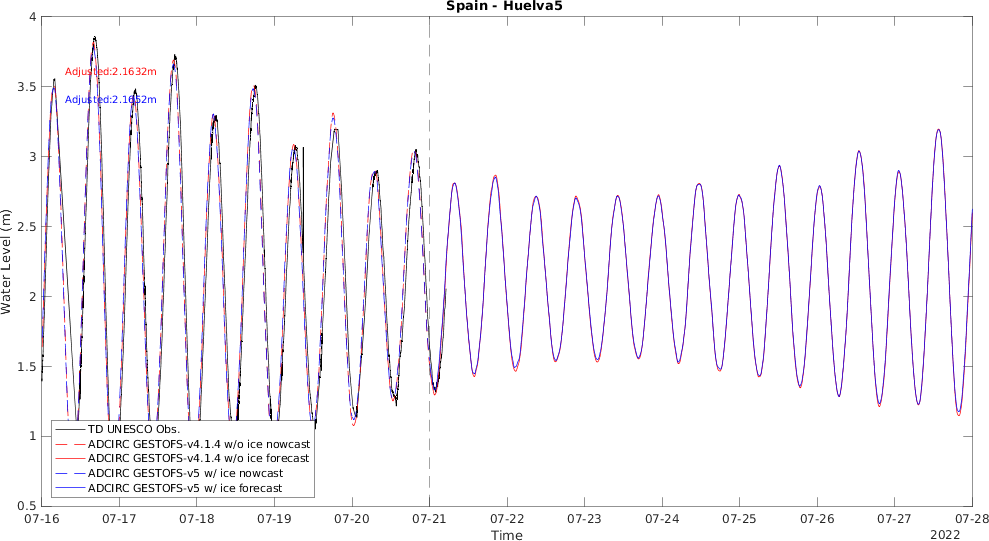 Spain - Huelva5
4
3.5
3
2.5
2
1.5
1
0.5
Water Level (m)
Adjusted:2.1632m
Adjusted:2.1652m
TD UNESCO Obs.
ADCIRC GESTOFS-v4.1.4 w/o ice nowcast
ADCIRC GESTOFS-v4.1.4 w/o ice forecast
ADCIRC GESTOFS-v5 w/ ice nowcast
ADCIRC GESTOFS-v5 w/ ice forecast
07-16 07-17 07-18 07-19 07-20 07-21 07-22 07-23 07-24 07-25 07-26 07-27 07-28
Time
2022